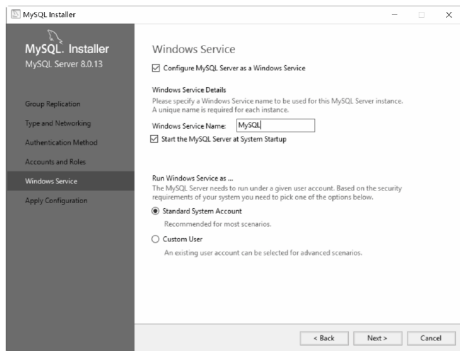 MySQL Installer
MySQL. Installer
MySQL Server 8.0.13
Group Replication
Type and Networking
Authentication Method
Accounts and Roles
Windows Service
Apply Configuration
Windows Service
Configure MySQL Server as a Windows Service
Windows Service Details
Please specify a Windows Service name to be used for this MySQL Server instance.
A unique name is required for each instance.
Windows Service Name: MySQL
Start the MySQL Server at System Startup
Run Windows Service as ...
The MySQL Server needs to run under a given user account. Based on the security
requirements of your system you need to pick one of the options below.
Standard System Account
Recommended for most scenarios.
Custom User
An existing user account can be selected for advanced scenarios.
< Back Next > Cancel